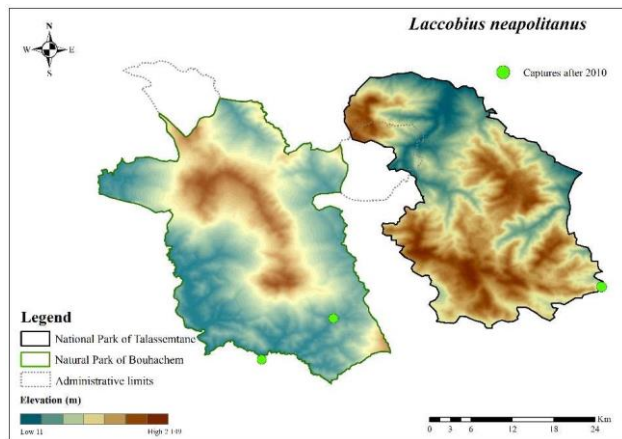 Laccobius neapolitanus
N
W E
S
Captures after 2010
Legend
National Park of Talassemtane
Natural Park of Bouhachem
Administrative limits
Elevation (m)
Low 11 High 2 149
0 3 6 12 18 24
Km